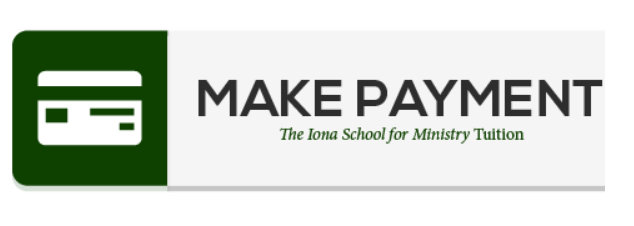 MAKE PAYMENT
The Iona School for Ministry Tuition